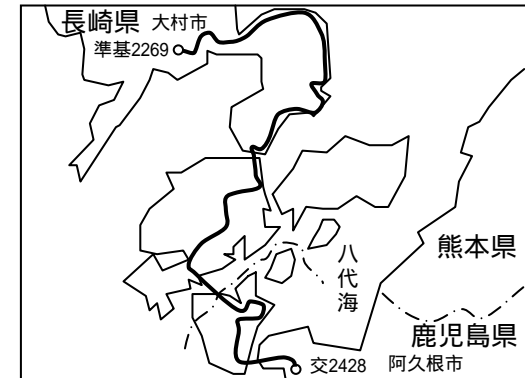 長崎県 大村市
準基2269
八代海
熊本県
鹿児島県
交2428 阿久根市